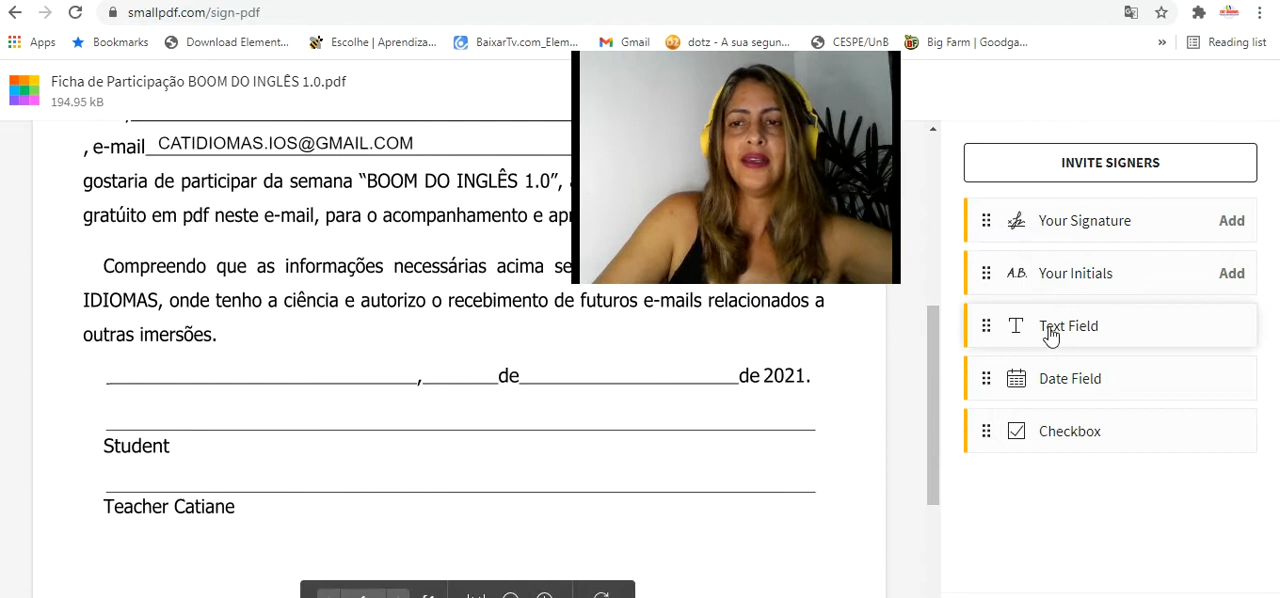 smallpdf.com/sign-pdf
Apps Bookmarks Download Element... Escolhe | Aprendiza... BaixarTv.com_Elem... Gmail dotz - A sua segun... CESPE/UnB Big Farm | Goodga... » Reading list
Ficha de Participação BOOM DO INGLÊS 1.0.pdf
194.95 kB
, e-mail CATIDIOMAS.IOS@GMAIL.COM
gostaria de participar da semana “BOOM DO INGLÊS 1.0”,
gratúito em pdf neste e-mail, para o acompanhamento e
Compreendo que as informações necessárias acima
IDIOMAS, onde tenho a ciência e autorizo o recebimento de futuros e-mails relacionados a
outras imersões.
,            de            de 2021.
Student
Teacher Catiane
INVITE SIGNERS
Your Signature Add
A.B. Your Initials Add
T Text Field
Date Field
Checkbox